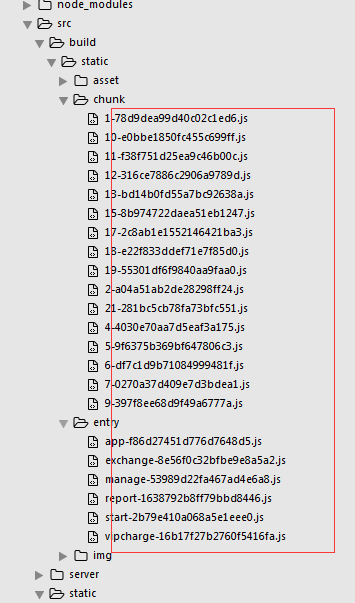 node_modules
src
build
static
asset
chunk
1-78d9dea99d40c02c1ed6.js
10-e0bbe1850fc455c699ff.js
11-f38f751d25ea9c46b00c.js
12-316ce7886c2906a9789d.js
13-bd14b0fd55a7bc92638a.js
15-8b974722daea51eb1247.js
17-2c8ab1e1552146421ba3.js
18-e22f833ddef71e7f85d0.js
19-55301df6f9840aa9faa0.js
2-a04a51ab2de28298ff24.js
21-281bc5cb78fa73bfc551.js
4-4030e70aa7d5eaf3a175.js
5-9f6375b369bf647806c3.js
6-df7c1d9b71084999481f.js
7-0270a37d409e7d3bdea1.js
9-397f8ee68d9f49a6777a.js
entry
app-f86d27451d776d7648d5.js
exchange-8e56f0c32bfbe9e8a5a2.js
manage-53989d22fa467ad4e6a8.js
report-1638792b8ff79bbd8446.js
start-2b79e410a068a5e1eee0.js
vipcharge-16b17f27b2760f5416fa.js
img
server
static